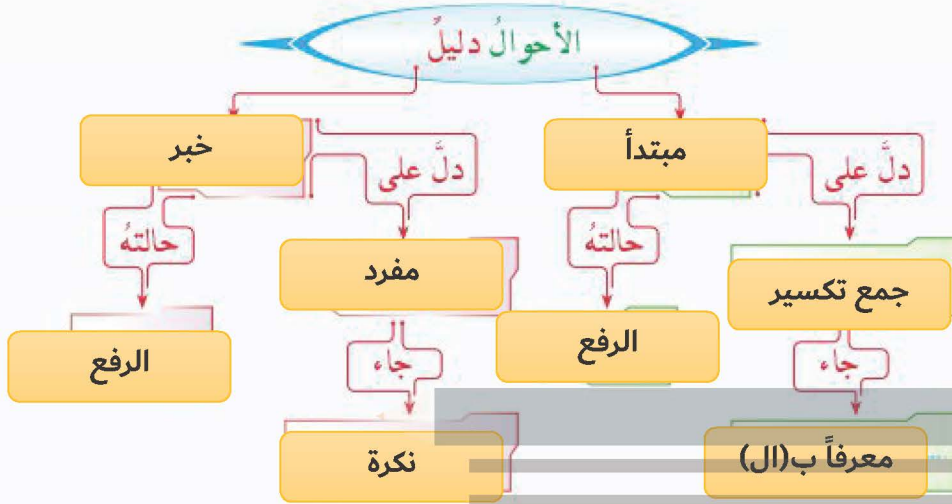 الأحوالُ دليلٌ
مبتدأ
خبر
دلَّ على
دلَّ على
حالتهُ
حالتهُ
جمع تكسير
مفرد
الرفع
الرفع
جاء
جاء
معرفاً ب(ال)
نكرة